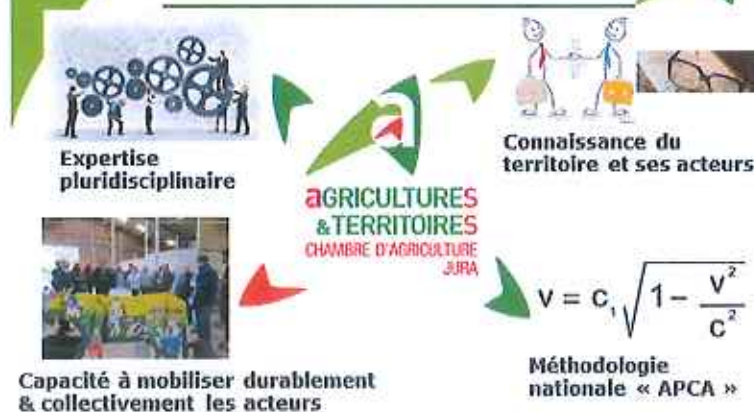 Expertise
pluridisciplinaire
Connaissance du
territoire et ses acteurs
a
aGRICULTURES
& TERRITOIRES
CHAMBRE D'AGRICULTURE
JURA
v = c₁√(1 − v²/c²)
Capacité à mobiliser durablement
& collectivement les acteurs
Méthodologie
nationale « APCA »